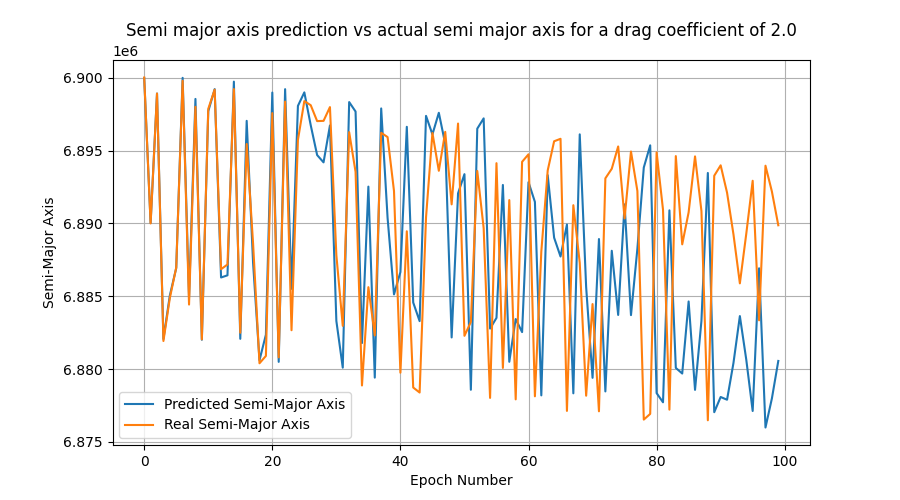 Semi major axis prediction vs actual semi major axis for a drag coefficient of 2.0
1e6
6.900
6.895
6.890
6.885
6.880
6.875
Semi-Major Axis
Predicted Semi-Major Axis
Real Semi-Major Axis
0 20 40 60 80 100
Epoch Number